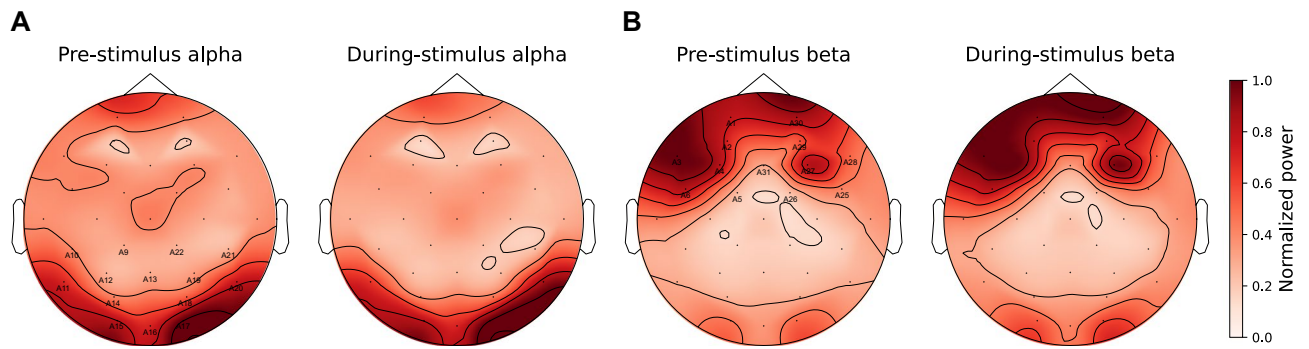 A
B
Pre-stimulus alpha
During-stimulus alpha
Pre-stimulus beta
During-stimulus beta
A10
A9
A22
A21
A11
A12
A13
A19
A20
A14
A18
A15
A16
A17
A1
A30
A2
A29
A3
A4
A31
A27
A28
A6
A5
A26
A25
1.0
0.8
0.6
0.4
0.2
0.0
Normalized power